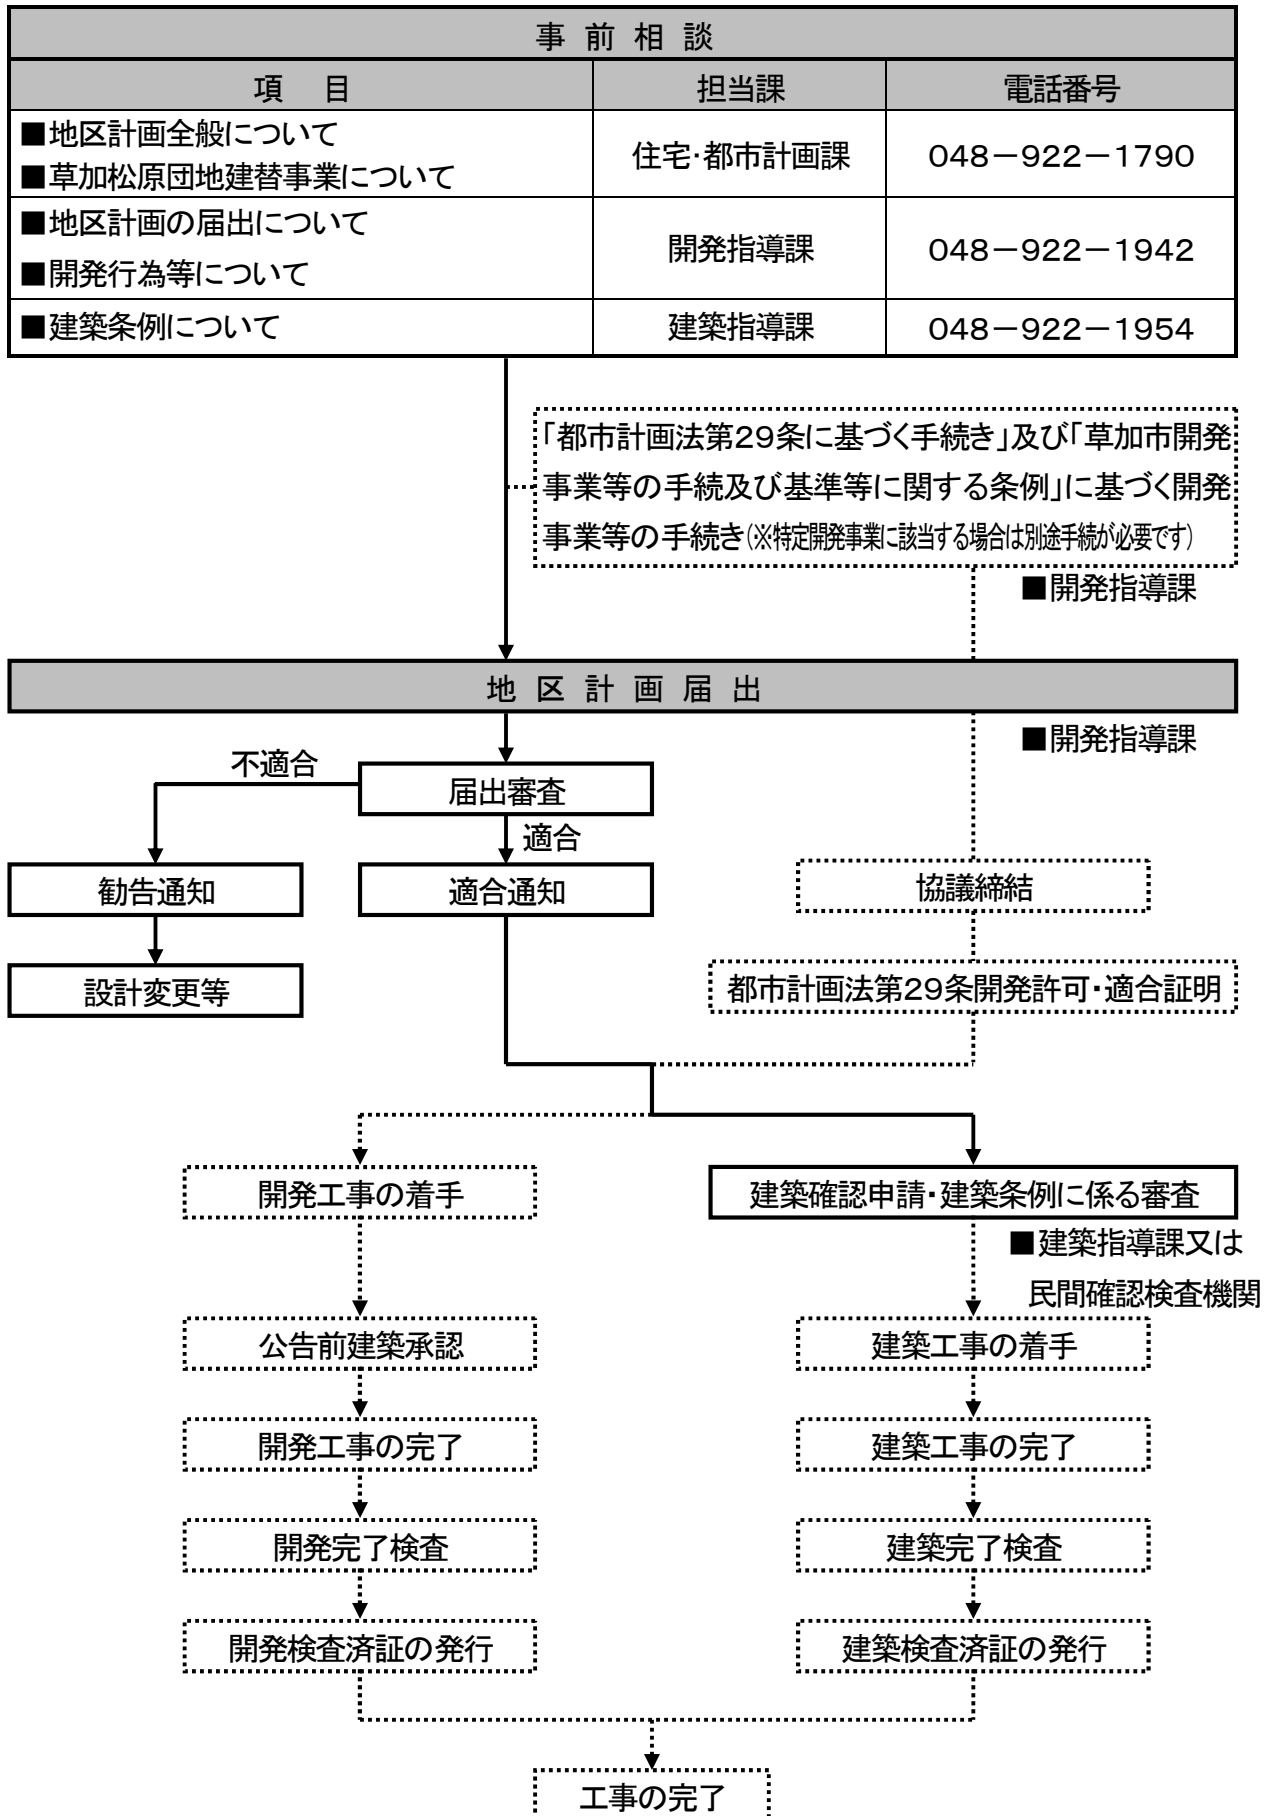 事 前 相 談
項 目 担当課 電話番号
■地区計画全般について
■草加松原団地建替事業について
住宅・都市計画課 048－922－1790
■地区計画の届出について
■開発行為等について
開発指導課 048－922－1942
■建築条例について 建築指導課 048－922－1954
「都市計画法第29条に基づく手続き」及び「草加市開発
事業等の手続及び基準等に関する条例」に基づく開発
事業等の手続き(※特定開発事業に該当する場合は別途手続が必要です)
■開発指導課
地 区 計 画 届 出
■開発指導課
不適合
届出審査
適合
勧告通知 適合通知 協議締結
設計変更等 都市計画法第29条開発許可・適合証明
開発工事の着手 建築確認申請・建築条例に係る審査
■建築指導課又は
民間確認検査機関
公告前建築承認 建築工事の着手
開発工事の完了 建築工事の完了
開発完了検査 建築完了検査
開発検査済証の発行 建築検査済証の発行
工事の完了